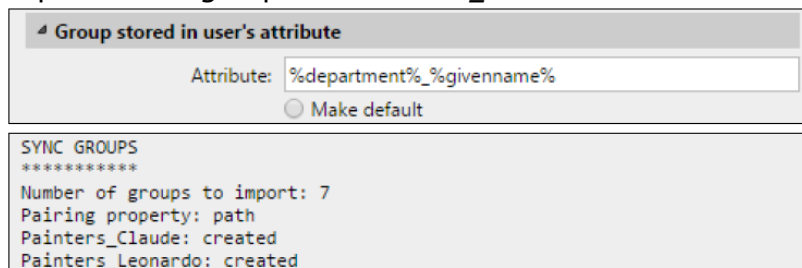 Group stored in user's attribute
Attribute: %department%_%givenname%
Make default
SYNC GROUPS
***********
Number of groups to import: 7
Pairing property: path
Painters_Claude: created
Painters_Leonardo: created